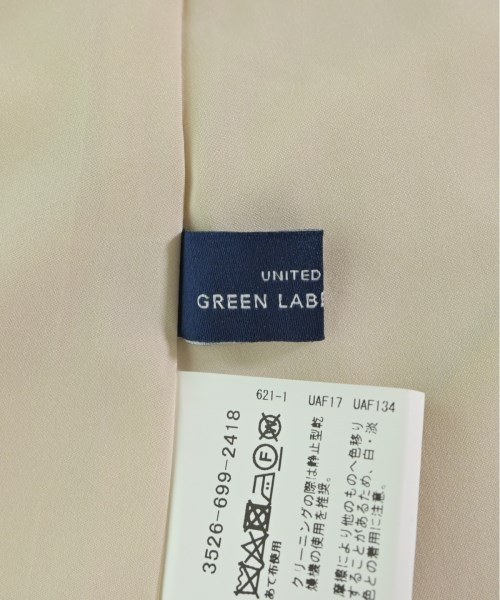 UNITED
GREEN LABE
621-1 UAF17 UAF134
3526-699-2418
あて布使用
クリーニングの際は静止型乾
燥機の使用を推奨。
摩擦により他のものへ色移り
することがあるため、白・淡
色との着用に注意。